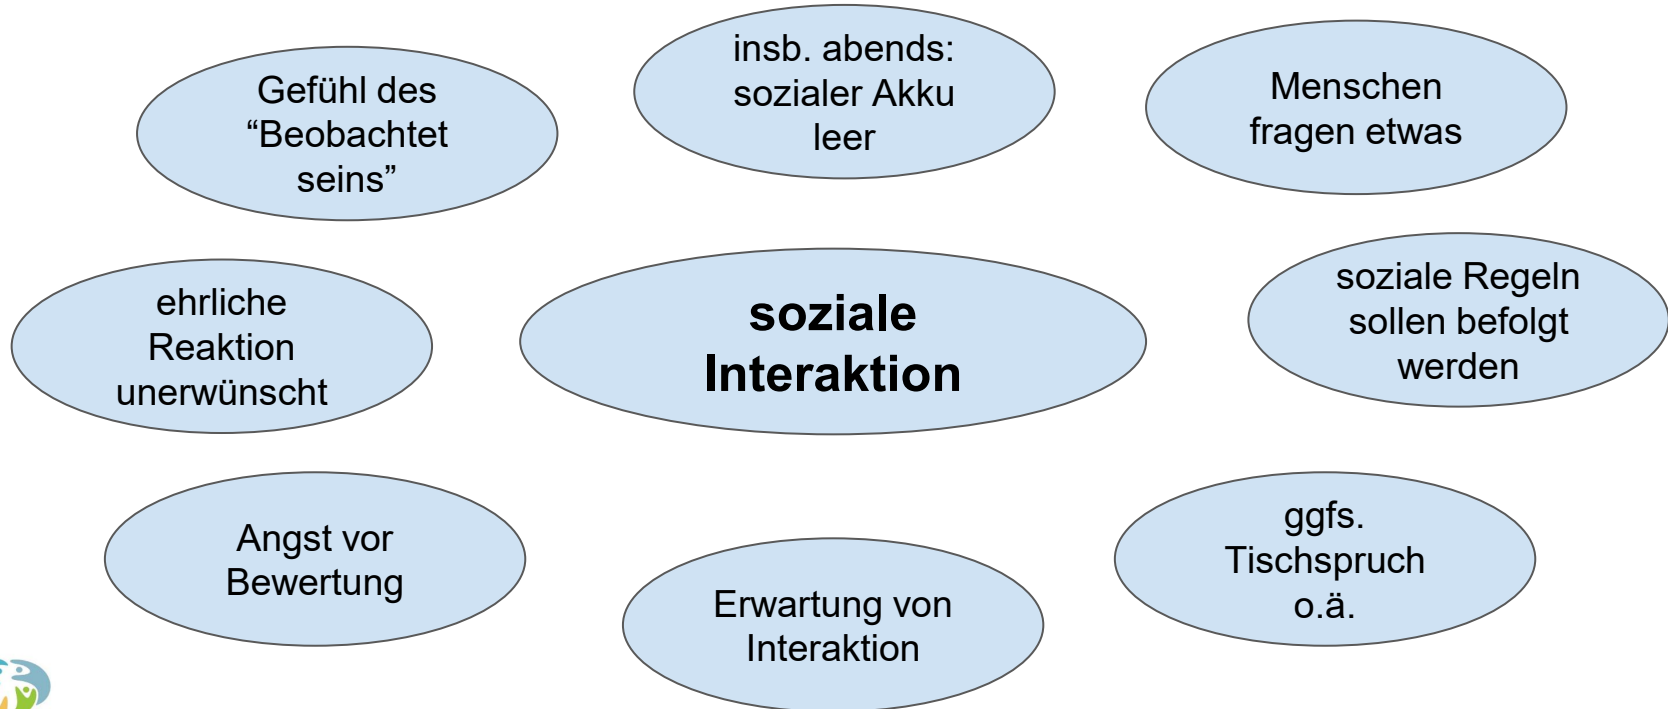 Gefühl des
“Beobachtet
seins”
insb. abends:
sozialer Akku
leer
Menschen
fragen etwas
ehrliche
Reaktion
unerwünscht
soziale
Interaktion
soziale Regeln
sollen befolgt
werden
Angst vor
Bewertung
Erwartung von
Interaktion
ggfs.
Tischspruch
o.ä.